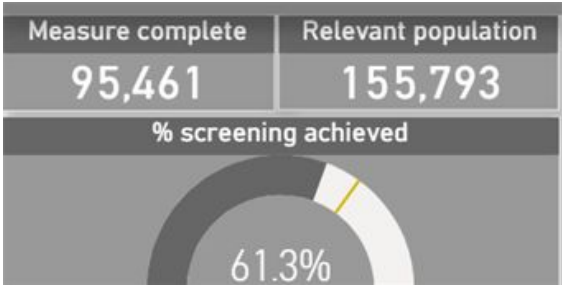 Measure complete
Relevant population
95,461
155,793
% screening achieved
61.3%